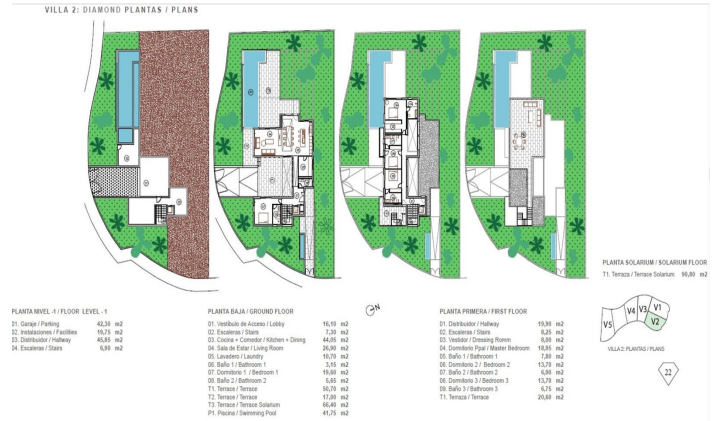 VILLA 2: DIAMOND PLANTAS / PLANS
PLANTA SOLARIUM / SOLARIUM FLOOR
T1. Terraza / Terrace Solarium 90,80 m2
PLANTA NIVEL -1 / FLOOR LEVEL - 1
01. Garaje / Parking 42,30 m2
02. Instalaciones / Facilities 19,75 m2
03. Distribuidor / Hallway 45,85 m2
04. Escaleras / Stairs 6,90 m2
PLANTA BAJA / GROUND FLOOR
01. Vestíbulo de Acceso / Lobby 16,10 m2
02. Escaleras / Stair 7,30 m2
03. Cocina + Comedor / Kitchen + Dining 44,05 m2
04. Sala de Estar / Living Room 26,90 m2
05. Lavadero / Laundry 10,70 m2
06. Baño 1 / Bathroom 1 3,15 m2
07. Dormitorio 1 / Bedroom 1 19,60 m2
08. Baño 2 / Bathroom 2 5,65 m2
T1. Terraza / Terrace 50,70 m2
T2. Terraza / Terrace 17,00 m2
T3. Terraza / Terrace Solarium 66,40 m2
P1. Piscina / Swimming Pool 41,75 m2
N
PLANTA PRIMERA / FIRST FLOOR
01. Distribuidor / Hallway 19,90 m2
02. Escaleras / Stairs 8,25 m2
03. Vestidor / Dressing Romm 8,00 m2
04. Dormitorio Ppal / Master Bedroom 18,95 m2
05. Baño 1 / Bathroom 1 7,80 m2
06. Dormitorio 2 / Bedroom 2 13,70 m2
07. Baño 2 / Bathroom 2 6,90 m2
08. Dormitorio 3 / Bedroom 3 13,70 m2
09. Baño 3 / Bathroom 3 6,75 m2
T1. Terraza / Terrace 20,60 m2
V5 V4 V3 V1
V2
VILLA 2: PLANTAS / PLANS
22